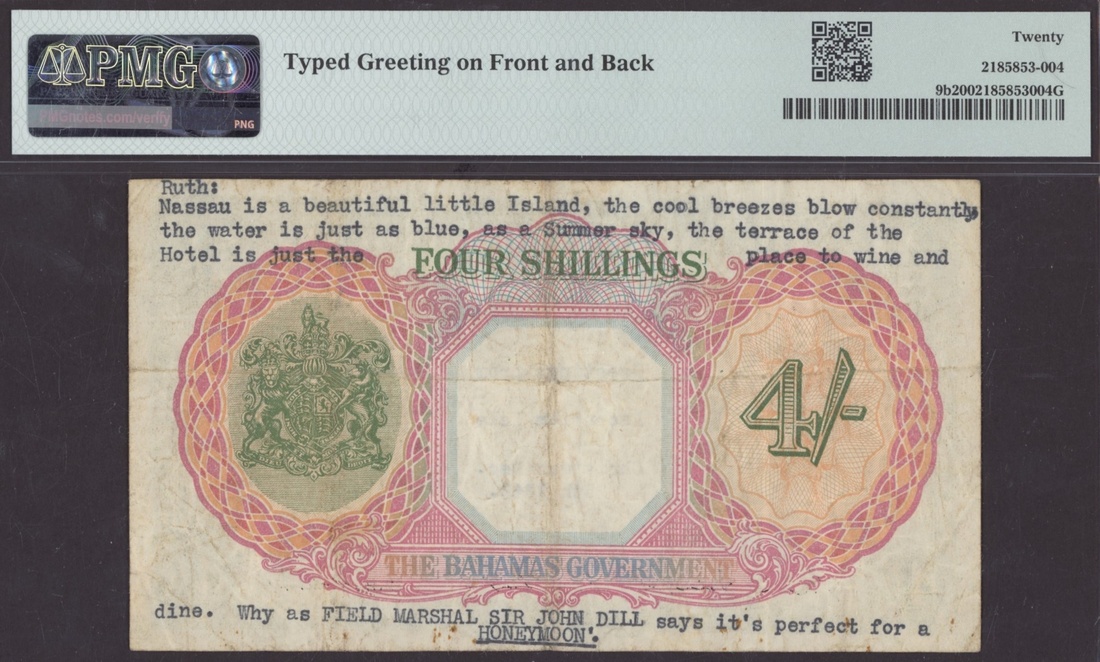 PMG
PMGnotes.com/verify
PNG
Typed Greeting on Front and Back
Twenty
2185853-004
9b2002185853004G
Ruth:
Nassau is a beautiful little Island, the cool breezes blow constantly,
the water is just as blue, as a Summer sky, the terrace of the
Hotel is just the place to wine and
FOUR SHILLINGS
4/-
THE BAHAMAS GOVERNMENT
dine. Why as FIELD MARSHAL SIR JOHN DILL says it's perfect for a
HONEYMOON'.